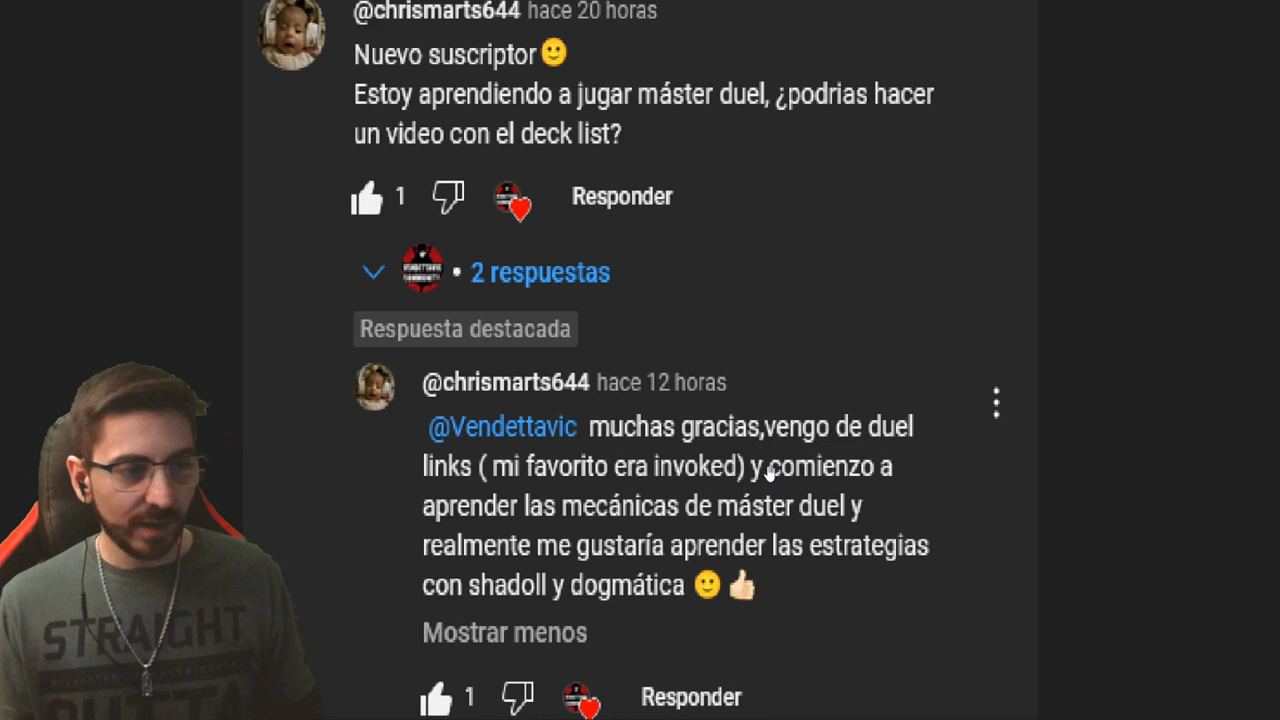 @chrismarts644 hace 20 horas
Nuevo suscriptor🙂
Estoy aprendiendo a jugar máster duel, ¿podrias hacer
un video con el deck list?
1 Responder
• 2 respuestas
Respuesta destacada
@chrismarts644 hace 12 horas
@Vendettavic muchas gracias,vengo de duel
links ( mi favorito era invoked) y comienzo a
aprender las mecánicas de máster duel y
realmente me gustaría aprender las estrategias
con shadoll y dogmática 🙂👍🏻
Mostrar menos
1 Responder
STRAIGHT